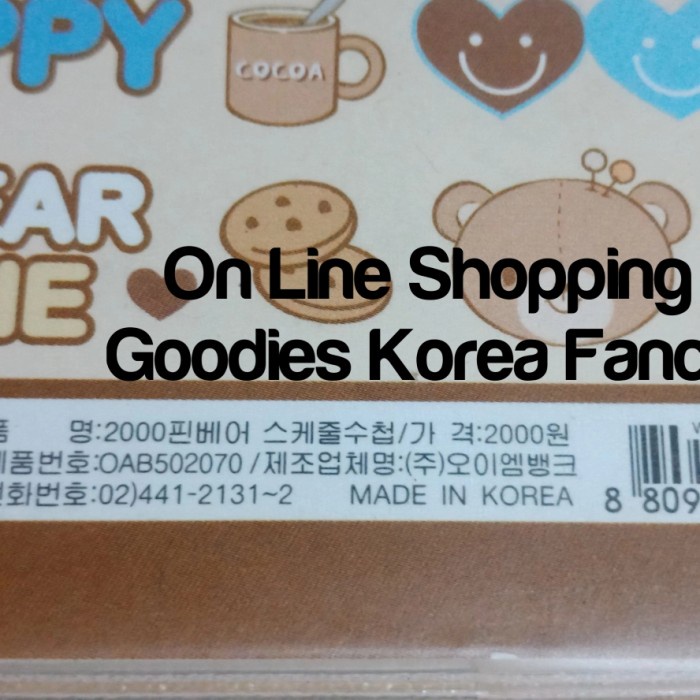 PPY
COCOA
EAR
On Line Shopping
NE
Goodies Korea Fanc
품 명:2000핀베어 스케줄수첩/가 격:2000원
제품번호:OAB502070 /제조업체명:(주)오이엠뱅크
전화번호:02)441-2131~2 MADE IN KOREA
8 809